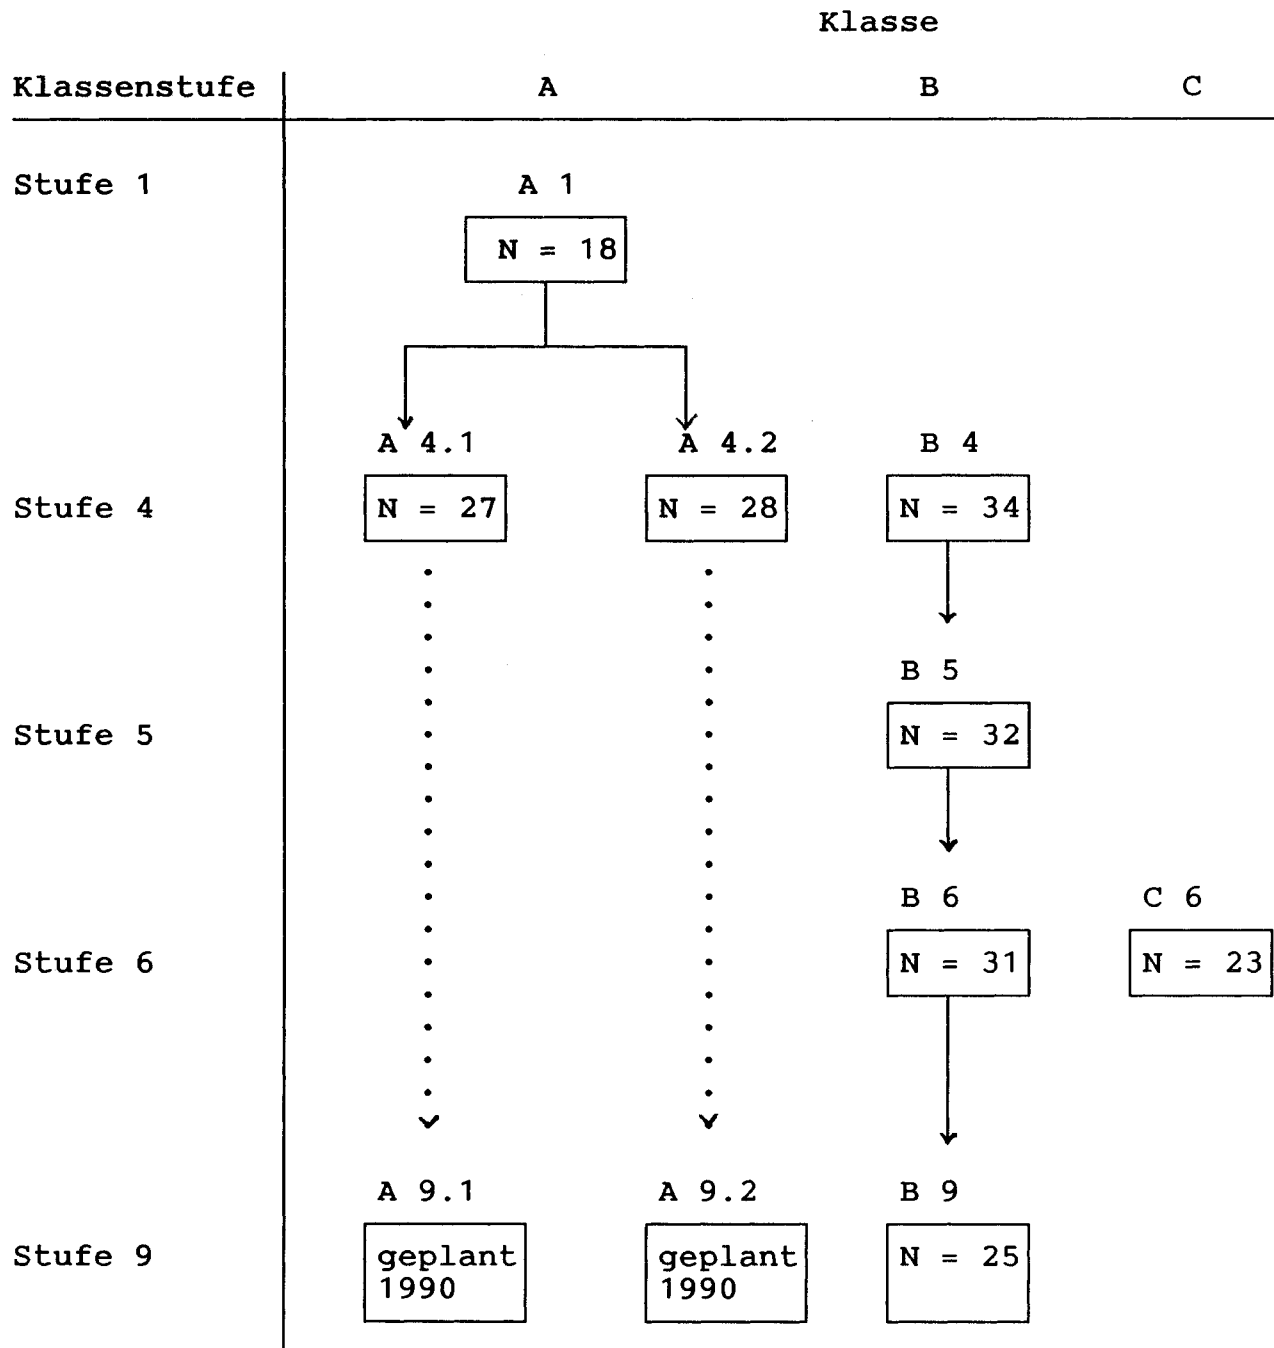 Klasse
Klassenstufe A B C
Stufe 1 A 1
N = 18
A 4.1 A 4.2 B 4
Stufe 4 N = 27 N = 28 N = 34
B 5
Stufe 5 N = 32
B 6 C 6
Stufe 6 N = 31 N = 23
A 9.1 A 9.2 B 9
Stufe 9 geplant geplant N = 25
1990 1990